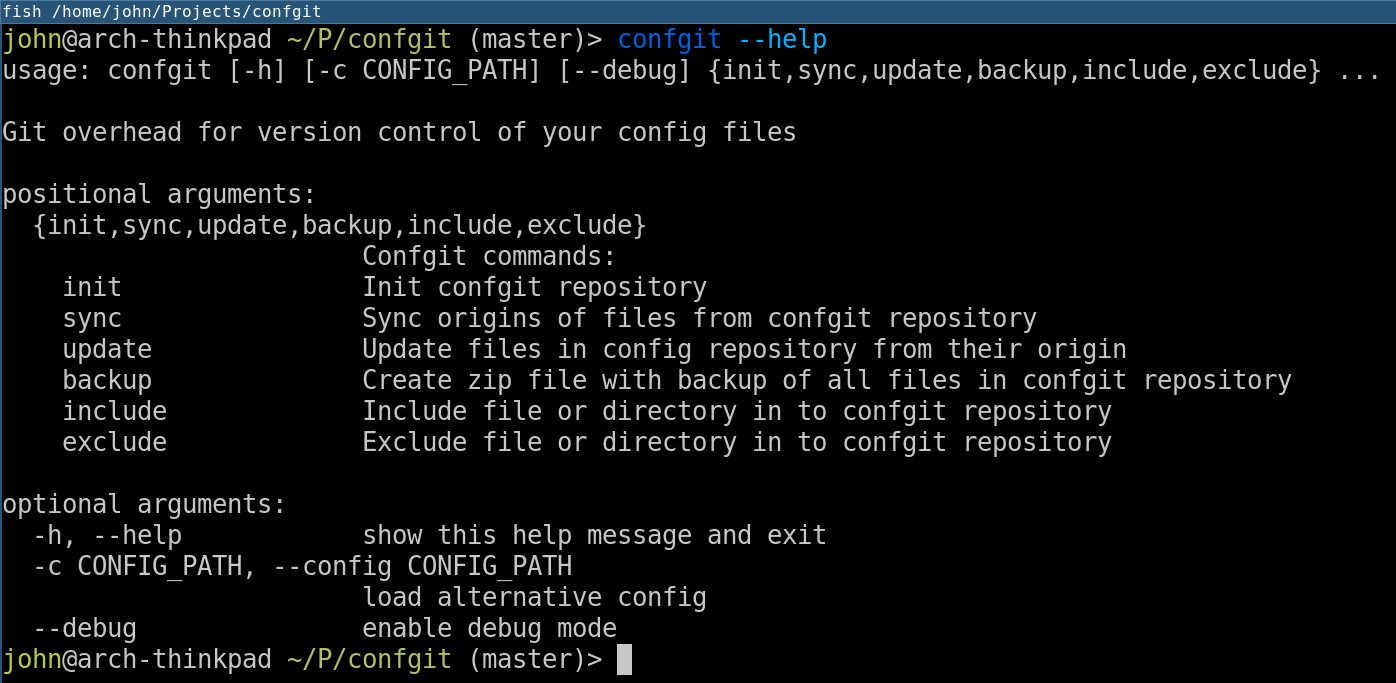 fish /home/john/Projects/confgit
john@arch-thinkpad ~/P/confgit (master)> confgit --help
usage: confgit [-h] [-c CONFIG_PATH] [--debug] {init,sync,update,backup,include,exclude} ...
Git overhead for version control of your config files
positional arguments:
{init,sync,update,backup,include,exclude}
Confgit commands:
init Init confgit repository
sync Sync origins of files from confgit repository
update Update files in config repository from their origin
backup Create zip file with backup of all files in confgit repository
include Include file or directory in to confgit repository
exclude Exclude file or directory in to confgit repository
optional arguments:
-h, --help show this help message and exit
-c CONFIG_PATH, --config CONFIG_PATH
load alternative config
--debug enable debug mode
john@arch-thinkpad ~/P/confgit (master)>